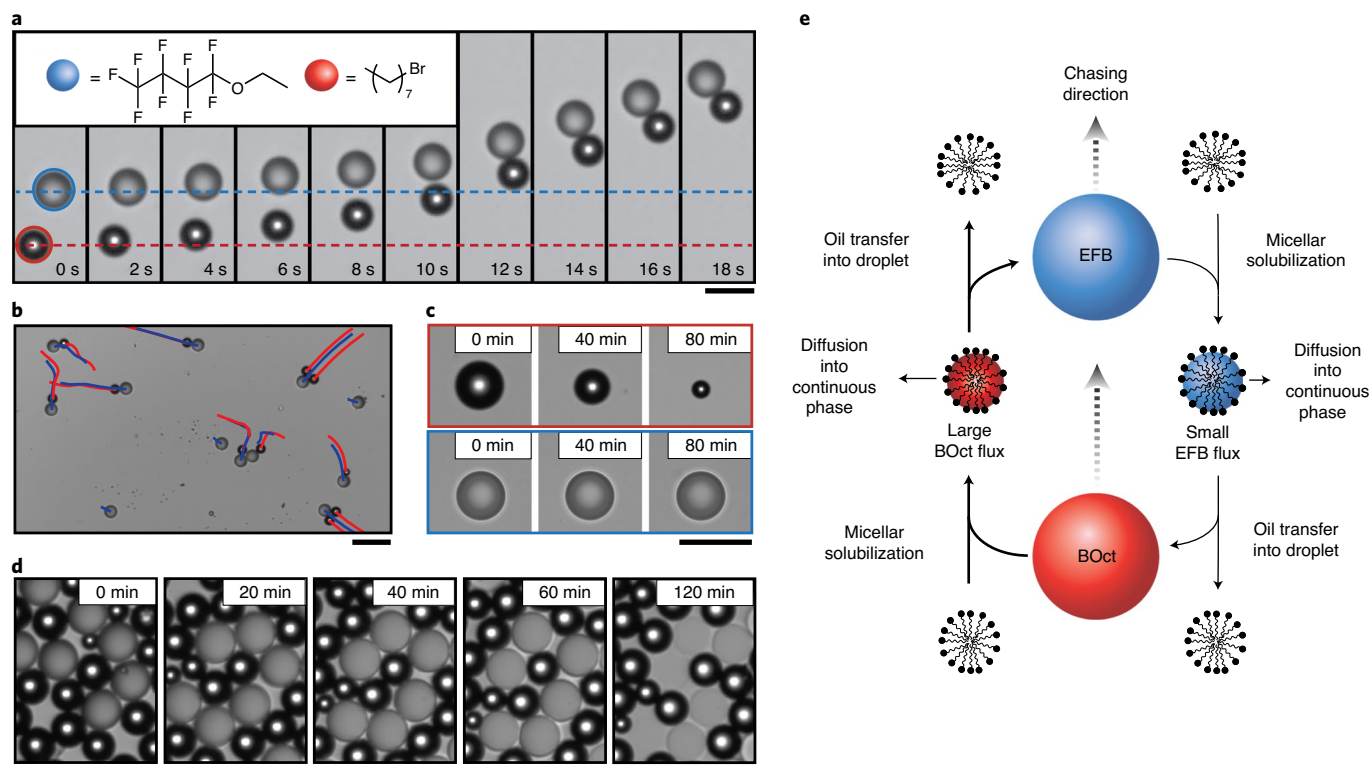 a
F F F F
F
F F F F
O
=
=
Br
7
0 s 2 s 4 s 6 s 8 s 10 s 12 s 14 s 16 s 18 s
b
c
0 min 40 min 80 min
0 min 40 min 80 min
d
0 min 20 min 40 min 60 min 120 min
e
Chasing
direction
Oil transfer
into droplet
EFB
Micellar
solubilization
Diffusion
into
continuous
phase
Large
BOct flux
Small
EFB flux
Diffusion
into
continuous
phase
Micellar
solubilization
BOct
Oil transfer
into droplet